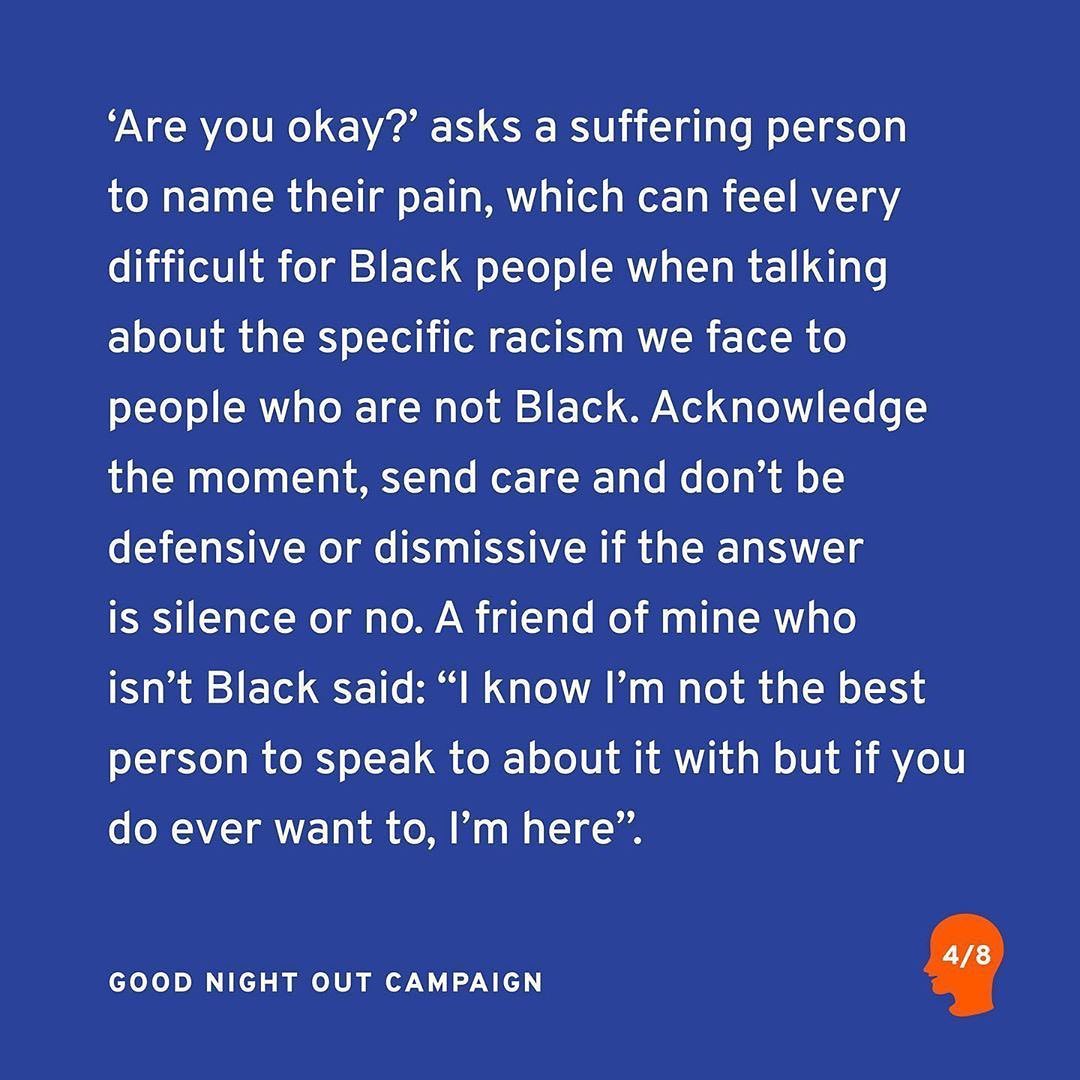 ‘Are you okay?’ asks a suffering person
to name their pain, which can feel very
difficult for Black people when talking
about the specific racism we face to
people who are not Black. Acknowledge
the moment, send care and don’t be
defensive or dismissive if the answer
is silence or no. A friend of mine who
isn’t Black said: “I know I’m not the best
person to speak to about it with but if you
do ever want to, I’m here”.
4/8
GOOD NIGHT OUT CAMPAIGN